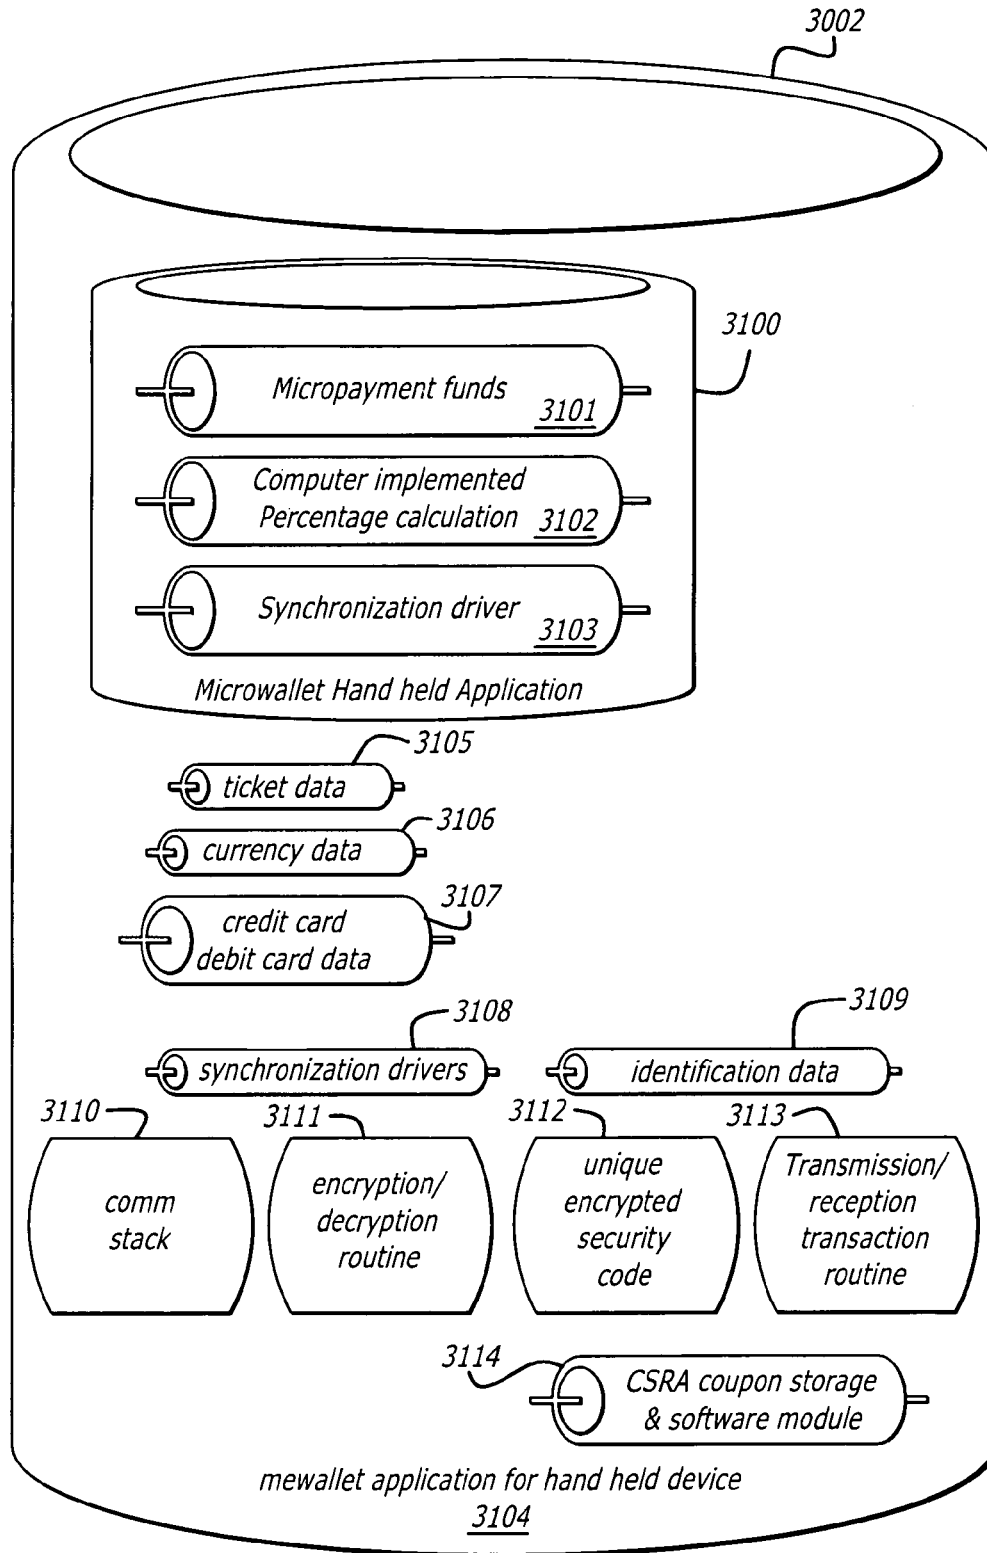 3002
3100
Micropayment funds
3101
Computer implemented
Percentage calculation
3102
Synchronization driver
3103
Microwallet Hand held Application
3105
ticket data
3106
currency data
3107
credit card
debit card data
3108
synchronization drivers
3109
identification data
3110
comm
stack
3111
encryption/
decryption
routine
3112
unique
encrypted
security
code
3113
Transmission/
reception
transaction
routine
3114
CSRA coupon storage
& software module
mewallet application for hand held device
3104